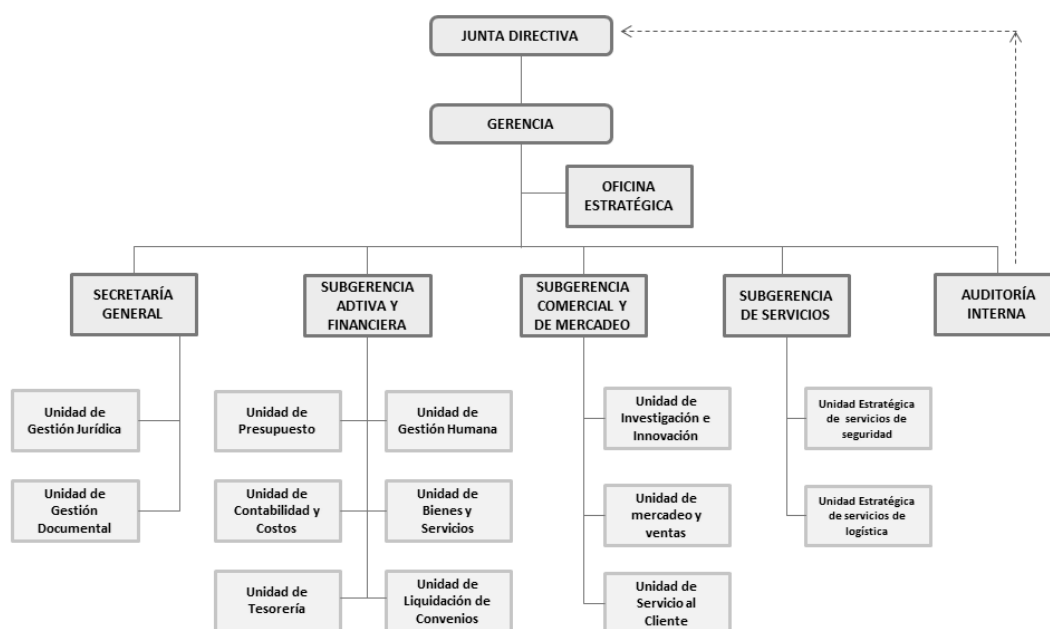 JUNTA DIRECTIVA
GERENCIA
OFICINA
ESTRATÉGICA
SECRETARÍA
GENERAL
SUBGERENCIA
ADTIVA Y
FINANCIERA
SUBGERENCIA
COMERCIAL Y
DE MERCADEO
SUBGERENCIA
DE SERVICIOS
AUDITORÍA
INTERNA
Unidad de
Gestión Jurídica
Unidad de
Gestión
Documental
Unidad de
Presupuesto
Unidad de
Gestión Humana
Unidad de
Contabilidad y
Costos
Unidad de
Bienes y
Servicios
Unidad de
Tesorería
Unidad de
Liquidación de
Convenios
Unidad de
Investigación e
Innovación
Unidad de
mercadeo y
ventas
Unidad de
Servicio al
Cliente
Unidad Estratégica
de servicios de
seguridad
Unidad Estratégica
de servicios de
logística